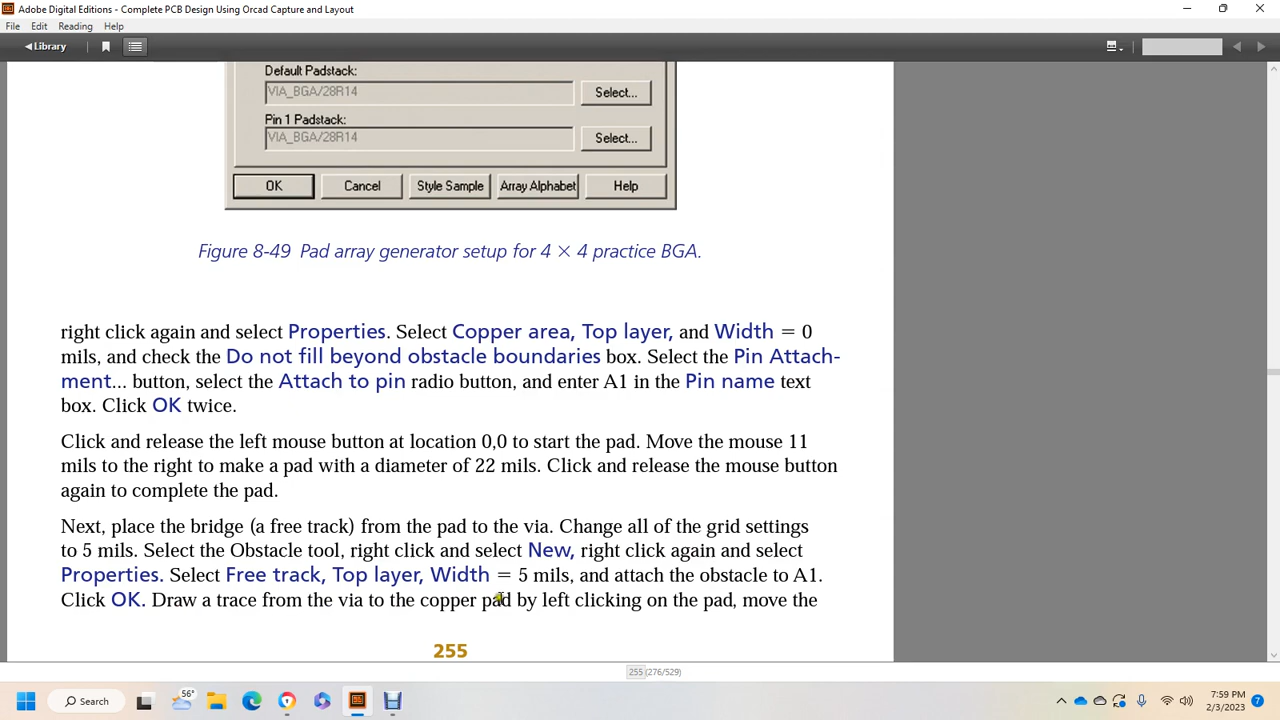 Adobe Digital Editions - Complete PCB Design Using Orcad Capture and Layout
File Edit Reading Help
Library
Default Padstack:
VIA_BGA/28R14 Select...
Pin 1 Padstack:
VIA_BGA/28R14 Select...
OK Cancel Style Sample Array Alphabet Help
Figure 8-49 Pad array generator setup for 4 × 4 practice BGA.
right click again and select Properties. Select Copper area, Top layer, and Width = 0
mils, and check the Do not fill beyond obstacle boundaries box. Select the Pin Attach-
ment... button, select the Attach to pin radio button, and enter A1 in the Pin name text
box. Click OK twice.
Click and release the left mouse button at location 0,0 to start the pad. Move the mouse 11
mils to the right to make a pad with a diameter of 22 mils. Click and release the mouse button
again to complete the pad.
Next, place the bridge (a free track) from the pad to the via. Change all of the grid settings
to 5 mils. Select the Obstacle tool, right click and select New, right click again and select
Properties. Select Free track, Top layer, Width = 5 mils, and attach the obstacle to A1.
Click OK. Draw a trace from the via to the copper pad by left clicking on the pad, move the
255
255 (276/529)
56°
Search
7:59 PM
2/3/2023
7